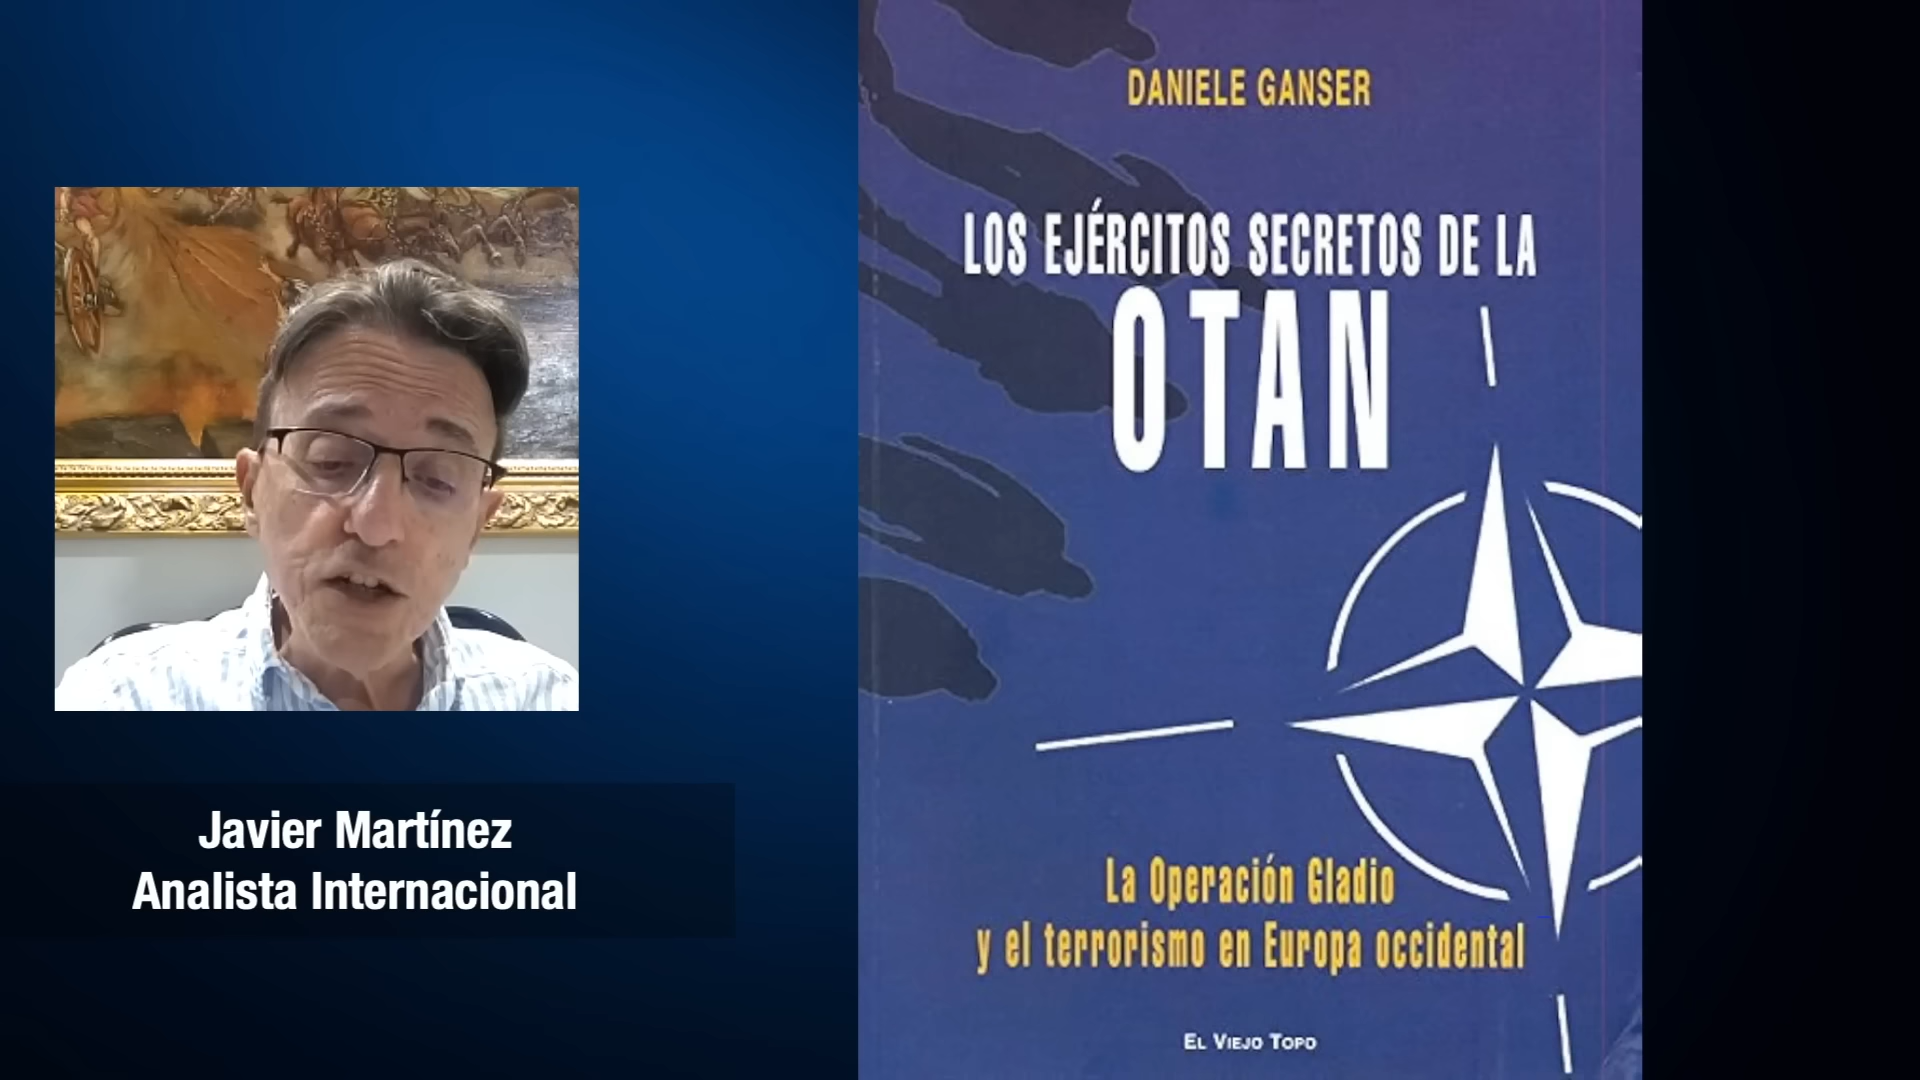 Javier Martínez
Analista Internacional
DANIELE GANSER
LOS EJÉRCITOS SECRETOS DE LA
OTAN
La Operación Gladio
y el terrorismo en Europa occidental
EL VIEJO TOPO